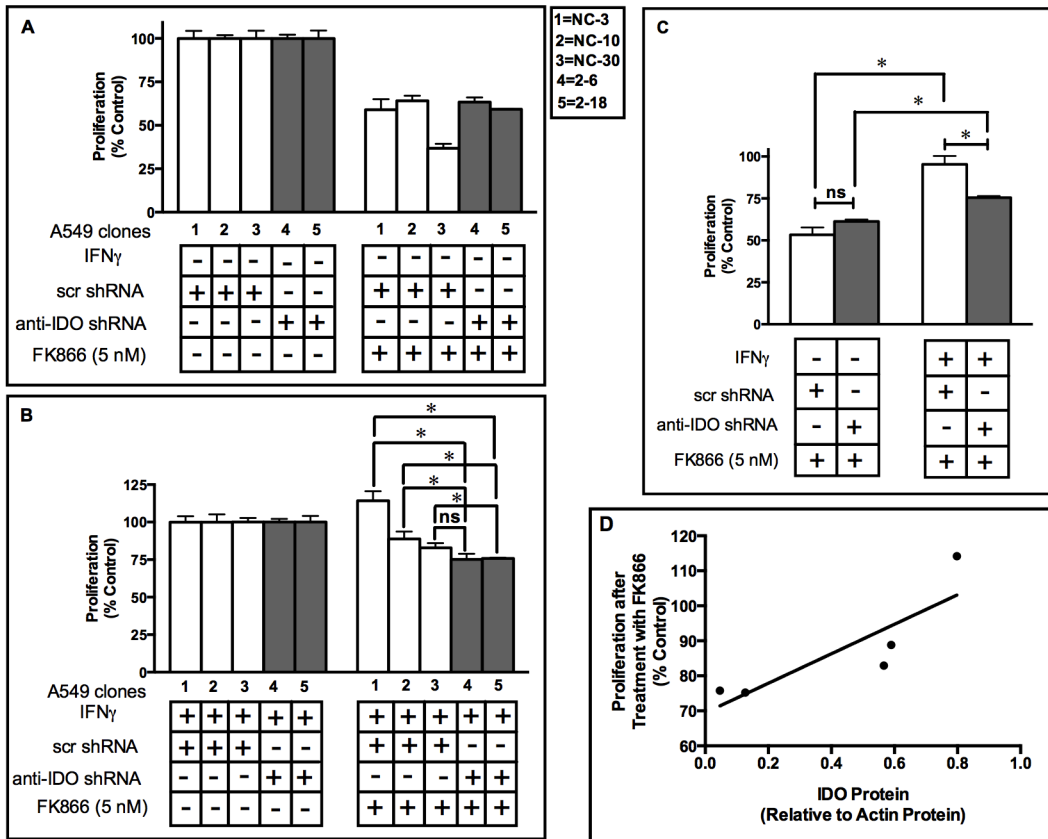 A
Proliferation
(% Control)
100
75
50
25
0
A549 clones 1 2 3 4 5 1 2 3 4 5
IFNγ - - - - - - - - - -
scr shRNA + + + - - + + + - -
anti-IDO shRNA - - - + + - - - + +
FK866 (5 nM) - - - - - + + + + +
1=NC-3
2=NC-10
3=NC-30
4=2-6
5=2-18
B
*
*
*
*
*
ns
Proliferation
(% Control)
125
100
75
50
25
0
A549 clones 1 2 3 4 5 1 2 3 4 5
IFNγ + + + + + + + + + +
scr shRNA + + + - - + + + - -
anti-IDO shRNA - - - + + - - - + +
FK866 (5 nM) - - - - - + + + + +
C
*
*
*
ns
Proliferation
(% Control)
100
75
50
25
0
IFNγ - - + +
scr shRNA + - + -
anti-IDO shRNA - + - +
FK866 (5 nM) + + + +
D
Proliferation after
Treatment with FK866
(% Control)
120
110
100
90
80
70
60
0.0 0.2 0.4 0.6 0.8 1.0
IDO Protein
(Relative to Actin Protein)